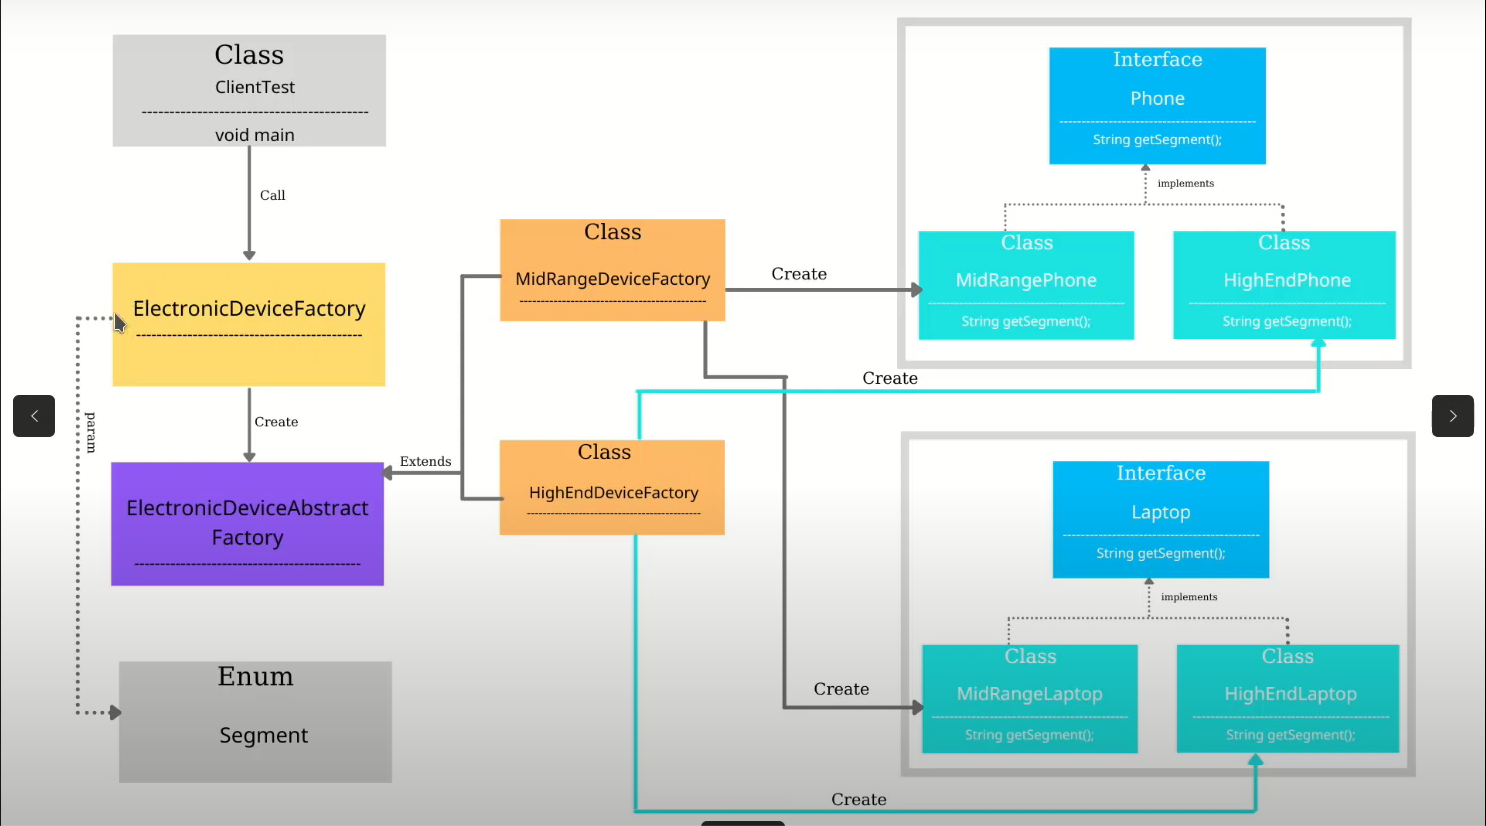 Class
ClientTest
void main
Call
ElectronicDeviceFactory
Create
param
ElectronicDeviceAbstract
Factory
Enum
Segment
Extends
Class
MidRangeDeviceFactory
Class
HighEndDeviceFactory
Create
Create
Create
Create
Interface
Phone
String getSegment();
implements
Class
MidRangePhone
String getSegment();
Class
HighEndPhone
String getSegment();
Interface
Laptop
String getSegment();
implements
Class
MidRangeLaptop
String getSegment();
Class
HighEndLaptop
String getSegment();